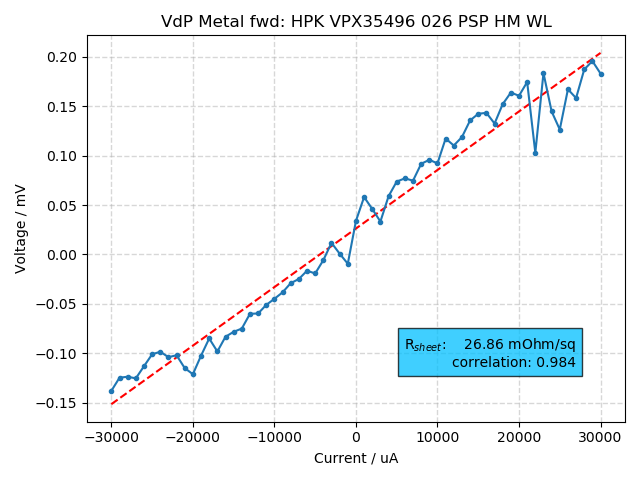 VdP Metal fwd: HPK VPX35496 026 PSP HM WL
0.20
0.15
0.10
0.05
0.00
−0.05
−0.10
−0.15
Voltage / mV
Rsheet: 26.86 mOhm/sq
correlation: 0.984
−30000 −20000 −10000 0 10000 20000 30000
Current / uA